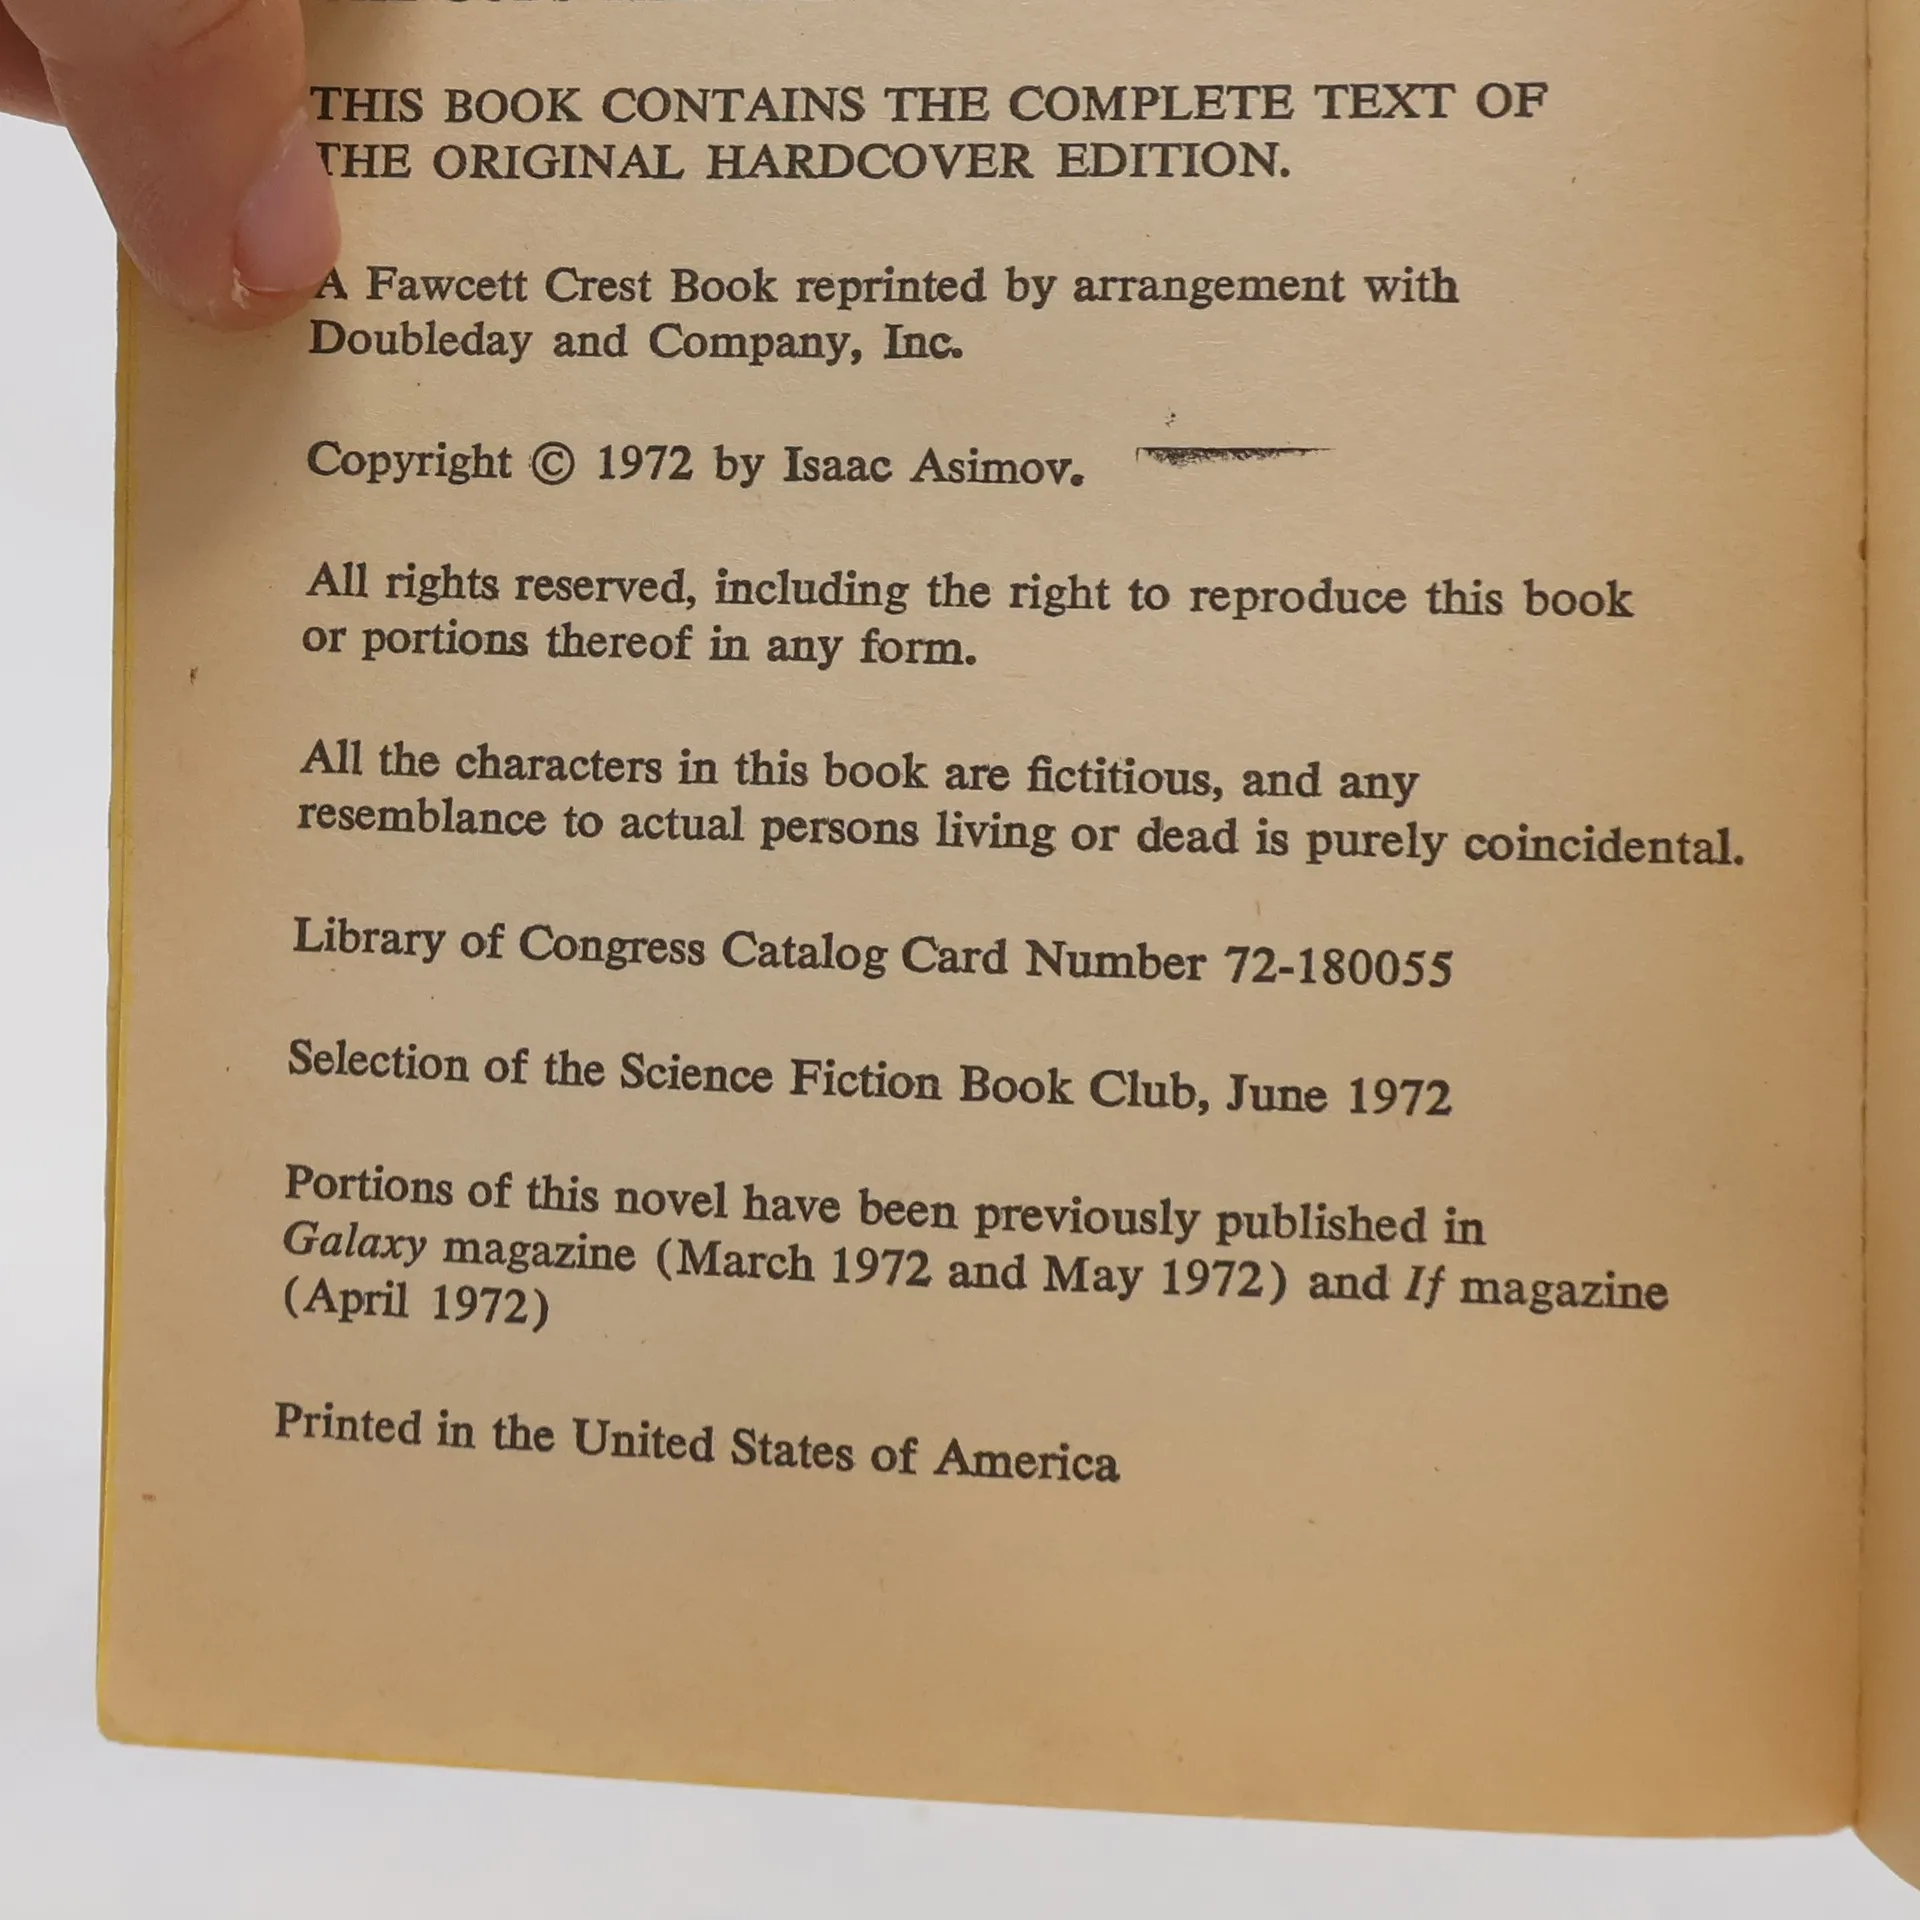 THIS BOOK CONTAINS THE COMPLETE TEXT OF
THE ORIGINAL HARDCOVER EDITION.
A Fawcett Crest Book reprinted by arrangement with
Doubleday and Company, Inc.
Copyright © 1972 by Isaac Asimov.
All rights reserved, including the right to reproduce this book
or portions thereof in any form.
All the characters in this book are fictitious, and any
resemblance to actual persons living or dead is purely coincidental.
Library of Congress Catalog Card Number 72-180055
Selection of the Science Fiction Book Club, June 1972
Portions of this novel have been previously published in
Galaxy magazine (March 1972 and May 1972) and If magazine
(April 1972)
Printed in the United States of America